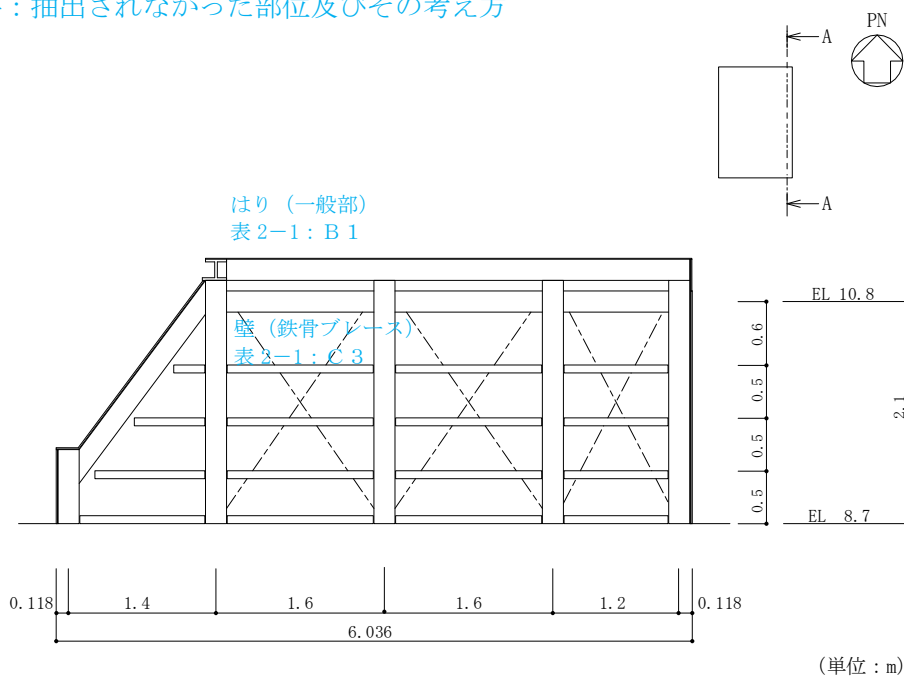 ：抽出されなかった部位及びその考え方
PN
A
A
はり（一般部）
表 2－1：Ｂ１
EL 10.8
壁（鉄骨ブレース）
表 2－1：Ｃ３
0.6
0.5
2.1
0.5
0.5
EL 8.7
0.118
1.4
1.6
1.6
1.2
0.118
6.036
（単位：m）